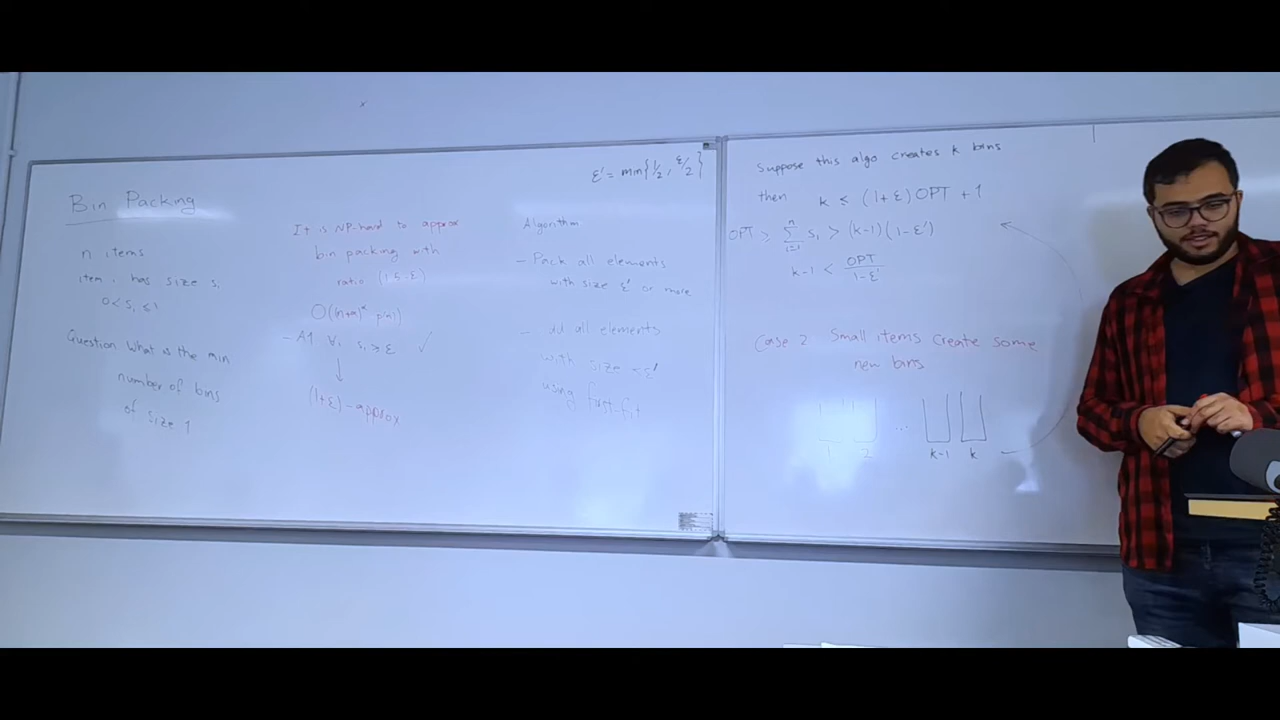 Bin Packing
n items
item i has size sᵢ
0 < sᵢ ≤ 1
Question What is the min
number of bins
of size 1
It is NP-hard to approx
bin packing with
ratio (1.5-ε)
- ∀i sᵢ ≥ ε ✓
↓
(1+ε)-approx
ε' = min{1/2, ε/2}
Algorithm
- Pack all elements
with size ε' or more
- dd all elements
with size < ε'
using first-fit
Suppose this algo creates k bins
then k ≤ (1+ε) OPT + 1
OPT ≥ ∑ᵢ₌₁ⁿ sᵢ > (k-1)(1-ε')
k-1 < OPT/(1-ε')
Case 2 Small items create some
new bins
1 2 ... k-1 k